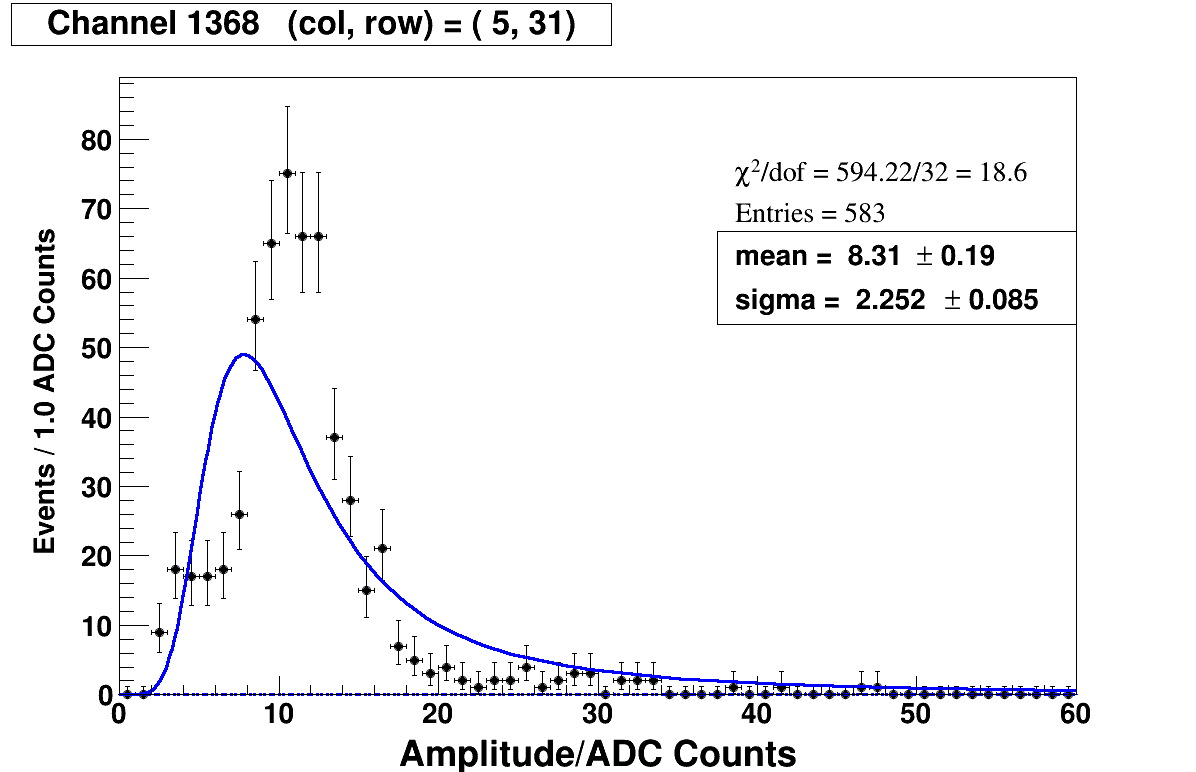 Channel 1368 (col, row) = ( 5, 31)
χ²/dof = 594.22/32 = 18.6
Entries = 583
mean = 8.31 ± 0.19
sigma = 2.252 ± 0.085
Events / 1.0 ADC Counts
80
70
60
50
40
30
20
10
0
0 10 20 30 40 50 60
Amplitude/ADC Counts